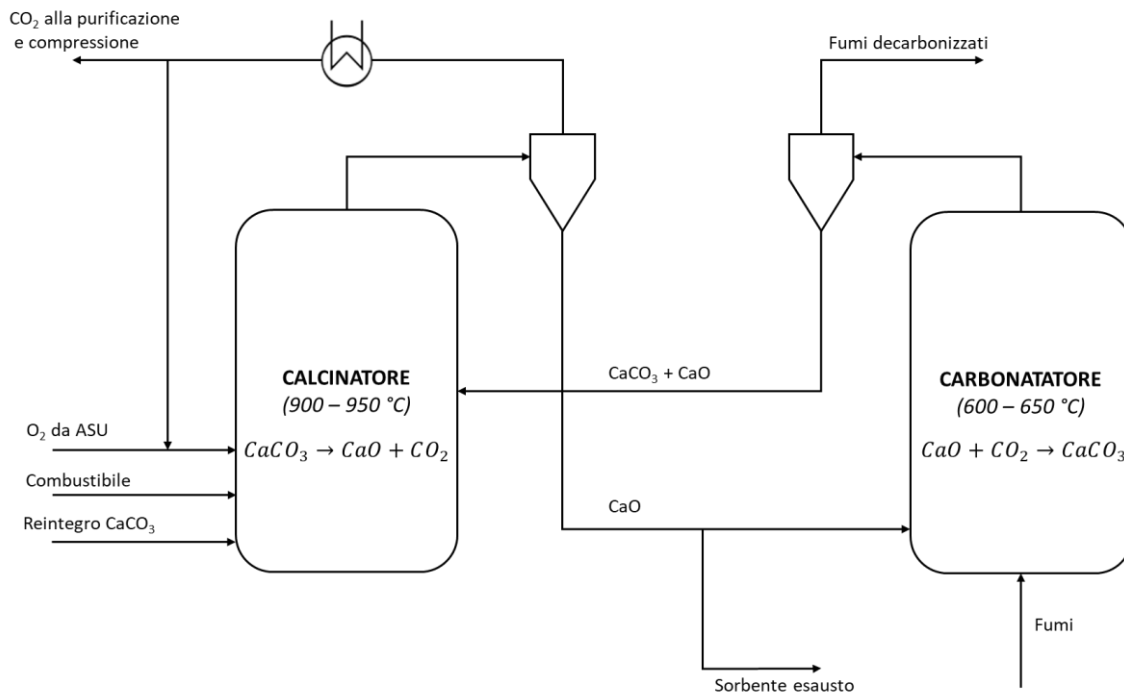 CO₂ alla purificazione
e compressione
Fumi decarbonizzati
CALCINATORE
(900 – 950 °C)
CaCO₃ → CaO + CO₂
CaCO₃ + CaO
CARBONATATORE
(600 – 650 °C)
CaO + CO₂ → CaCO₃
O₂ da ASU
Combustibile
Reintegro CaCO₃
CaO
Fumi
Sorbente esausto